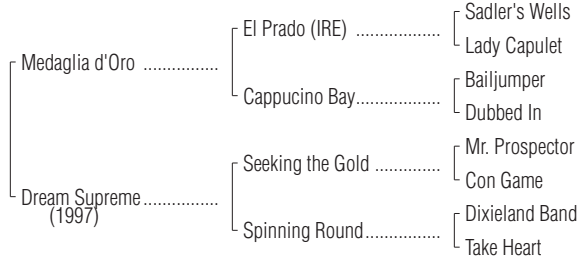 Sadler's Wells
El Prado (IRE) ..................
Lady Capulet
Medaglia d'Oro ................
Bailjumper
Cappucino Bay..................
Dubbed In
Mr. Prospector
Seeking the Gold ..............
Con Game
Dream Supreme................
(1997)
Dixieland Band
Spinning Round................
Take Heart